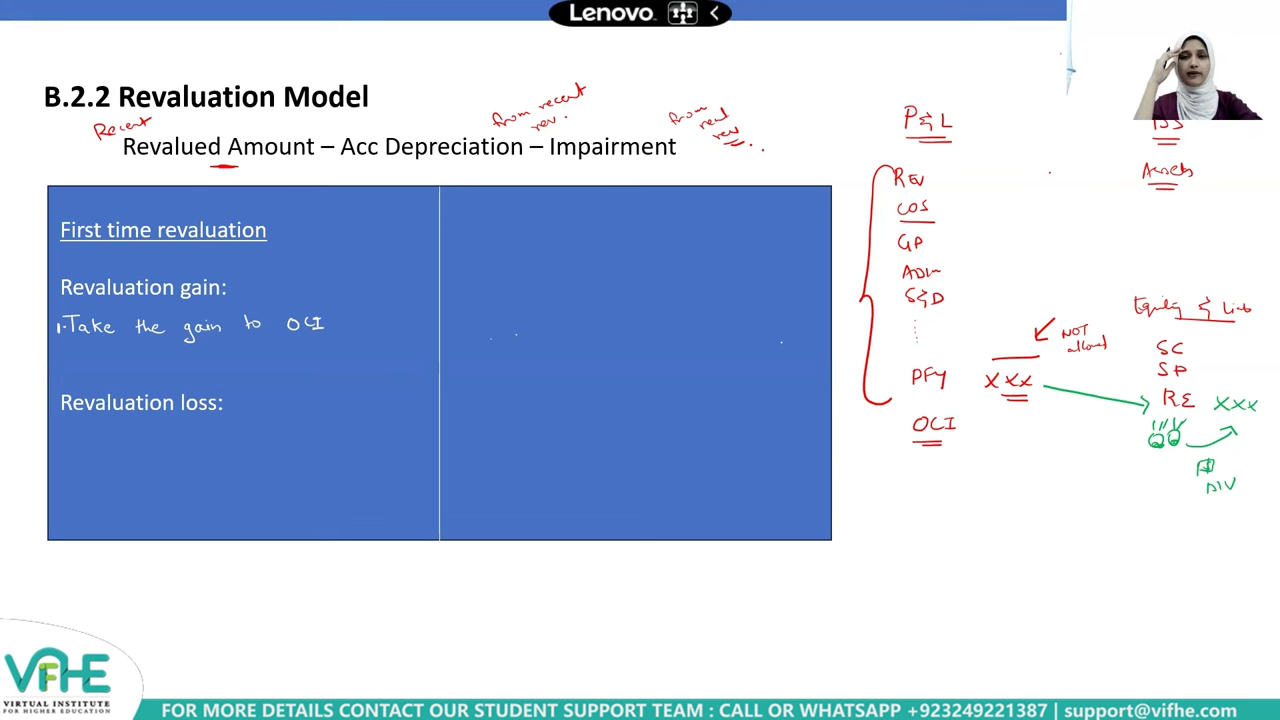 Lenovo
B.2.2 Revaluation Model
Recent
from recent
rev.
from
rev
Revalued Amount – Acc Depreciation – Impairment
First time revaluation
Revaluation gain:
1. Take the gain to OCI
Revaluation loss:
P&L
REV
COS
GP
ADM
S&D
PFY XXX
OCI
NOT
allowed
Assets
Equity & Liab
SC
SP
RE XXX
DIV
VIFHE
VIRTUAL INSTITUTE
FOR HIGHER EDUCATION
FOR MORE DETAILS CONTACT OUR STUDENT SUPPORT TEAM : CALL OR WHATSAPP +923249221387 | support@vifhe.com